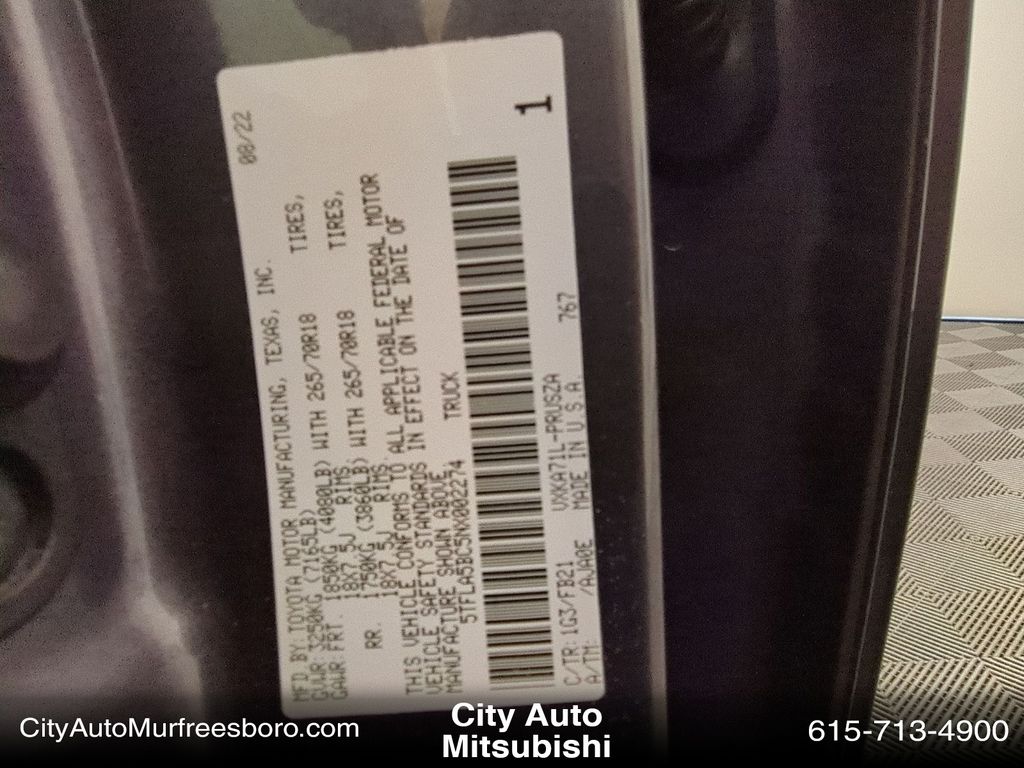 MFD. BY: TOYOTA MOTOR MANUFACTURING, TEXAS, INC. 08/22
GVWR: 3250KG (7165LB)
GAWR: FRT. 1850KG (4080LB) WITH 265/70R18 TIRES,
18X7.5J RIMS
RR. 1750KG (3860LB) WITH 265/70R18 TIRES,
18X7.5J RIMS
THIS VEHICLE CONFORMS TO ALL APPLICABLE FEDERAL MOTOR
VEHICLE SAFETY STANDARDS IN EFFECT ON THE DATE OF
MANUFACTURE SHOWN ABOVE.
5TFLA5BC5NX002274 TRUCK
1
C/TR: 1G3/FB21 VXKA71L-PRUSZA 767
A/TM: /AJA0E MADE IN U.S.A
CityAutoMurfreesboro.com
City Auto
Mitsubishi
615-713-4900